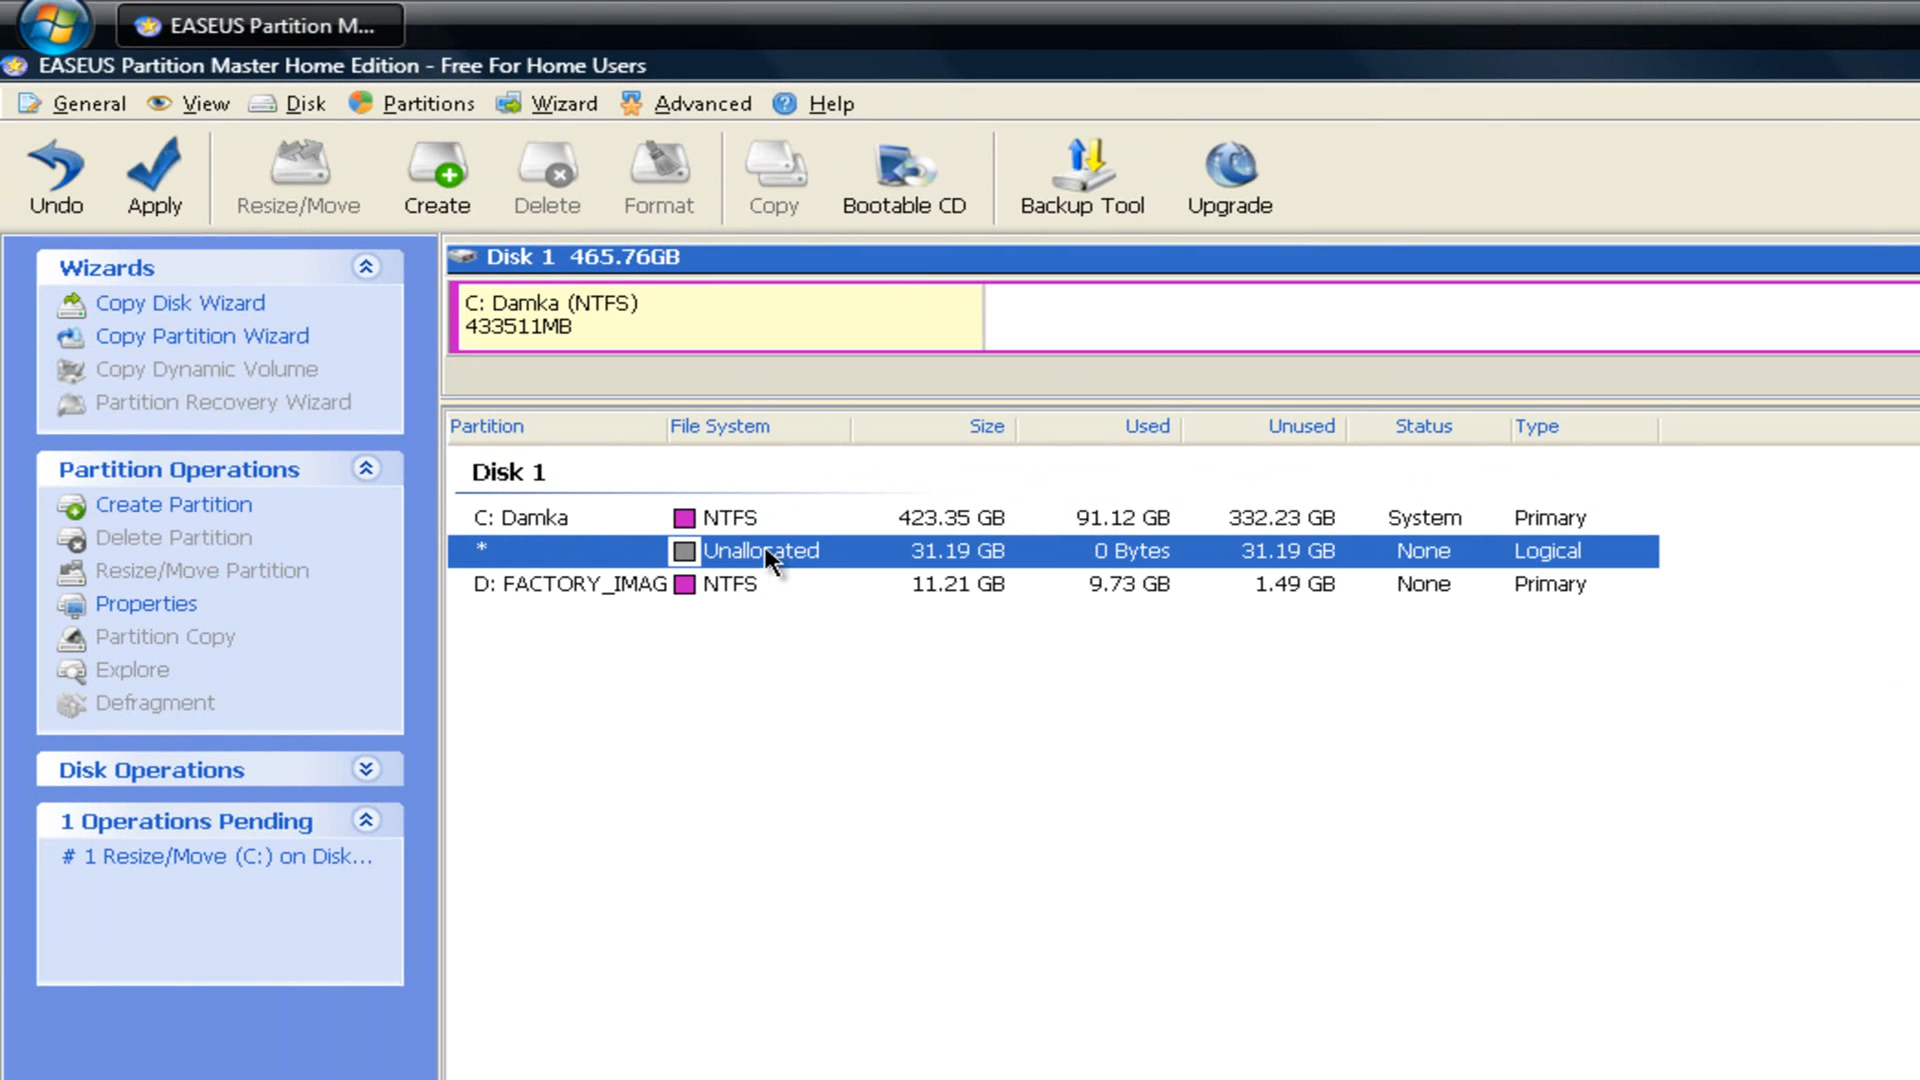 EASEUS Partition M...
EASEUS Partition Master Home Edition - Free For Home Users
General View Disk Partitions Wizard Advanced Help
Undo Apply Resize/Move Create Delete Format Copy Bootable CD Backup Tool Upgrade
Wizards
Copy Disk Wizard
Copy Partition Wizard
Copy Dynamic Volume
Partition Recovery Wizard
Partition Operations
Create Partition
Delete Partition
Resize/Move Partition
Properties
Partition Copy
Explore
Defragment
Disk Operations
1 Operations Pending
# 1 Resize/Move (C:) on Disk...
Disk 1 465.76GB
C: Damka (NTFS)
433511MB
Partition File System Size Used Unused Status Type
Disk 1
C: Damka NTFS 423.35 GB 91.12 GB 332.23 GB System Primary
* Unallocated 31.19 GB 0 Bytes 31.19 GB None Logical
D: FACTORY_IMAG NTFS 11.21 GB 9.73 GB 1.49 GB None Primary